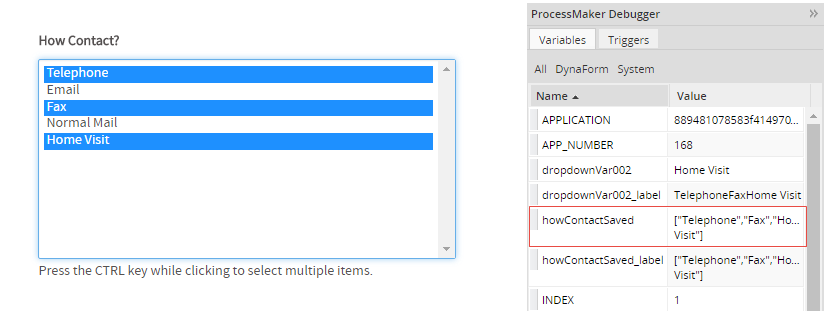 How Contact?
Telephone
Email
Fax
Normal Mail
Home Visit
Press the CTRL key while clicking to select multiple items.
ProcessMaker Debugger
Variables Triggers
All DynaForm System
Name Value
APPLICATION 889481078583f414970...
APP_NUMBER 168
dropdownVar002 Home Visit
dropdownVar002_label TelephoneFaxHome Visit
howContactSaved ["Telephone","Fax","Ho...
Visit"]
howContactSaved_label ["Telephone","Fax","Ho...
Visit"]
INDEX 1